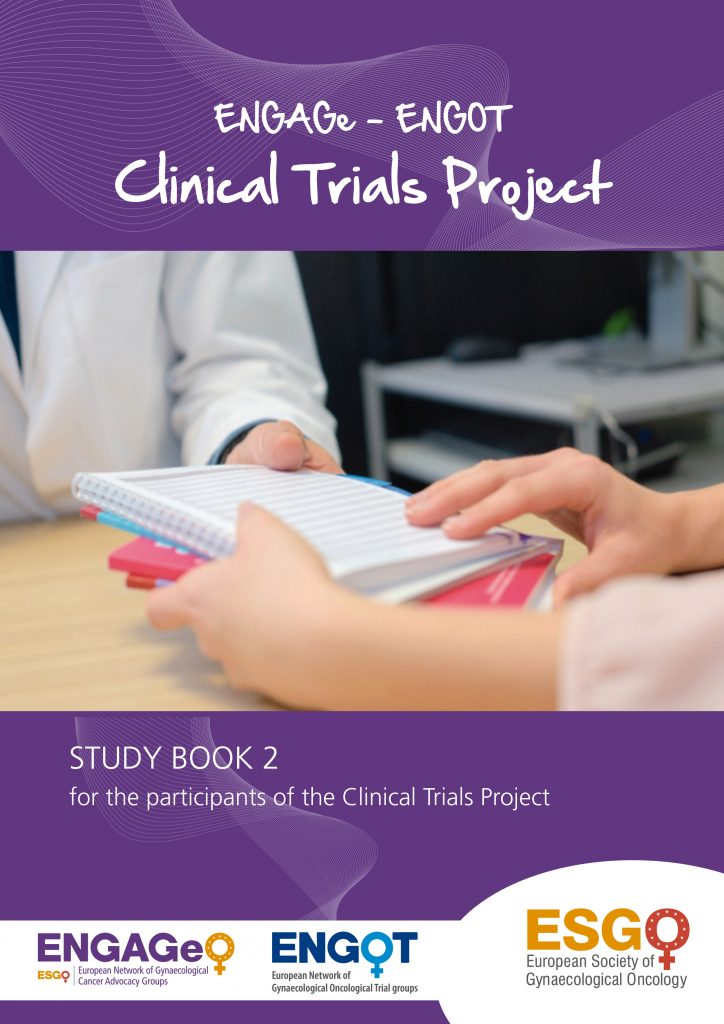 ENGAGe – ENGOT
Clinical Trials Project
STUDY BOOK 2
for the participants of the Clinical Trials Project
ENGAGe
ESGO
European Network of Gynaecological
Cancer Advocacy Groups
ENGOT
European Network of
Gynaecological Oncological Trial groups
ESGO
European Society of
Gynaecological Oncology